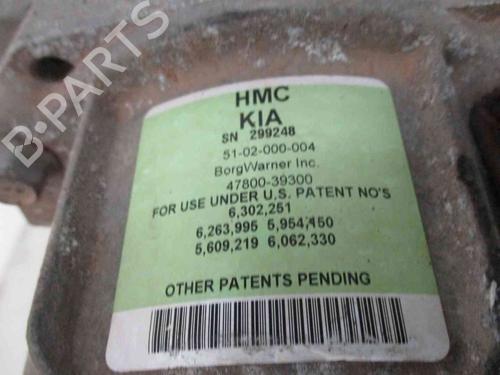 B-PARTS
HMC
KIA
SN 299248
51-02-000-004
BorgWarner Inc.
47800-39300
FOR USE UNDER U.S. PATENT NO'S
6,302,251
6,263,995 5,954,150
5,609,219 6,062,330
OTHER PATENTS PENDING